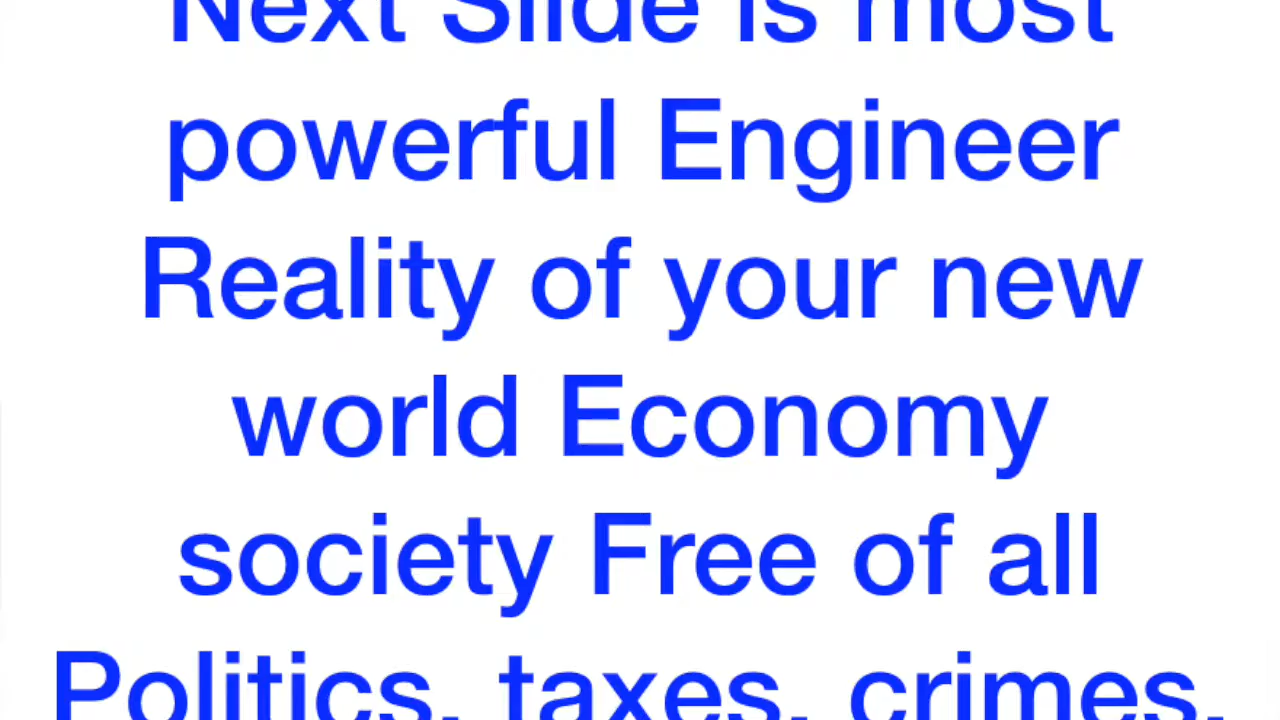 Next Slide is most
powerful Engineer
Reality of your new
world Economy
society Free of all
Politics, taxes, crimes,